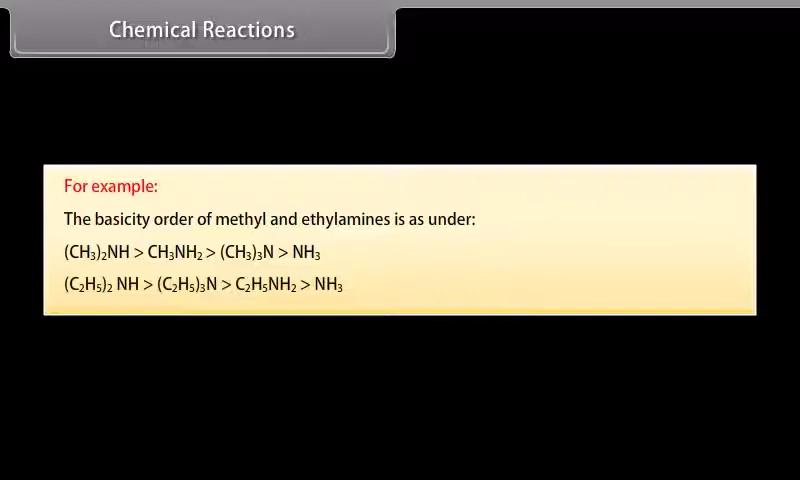 Chemical Reactions
For example:
The basicity order of methyl and ethylamines is as under:
(CH₃)₂NH > CH₃NH₂ > (CH₃)₃N > NH₃
(C₂H₅)₂ NH > (C₂H₅)₃N > C₂H₅NH₂ > NH₃